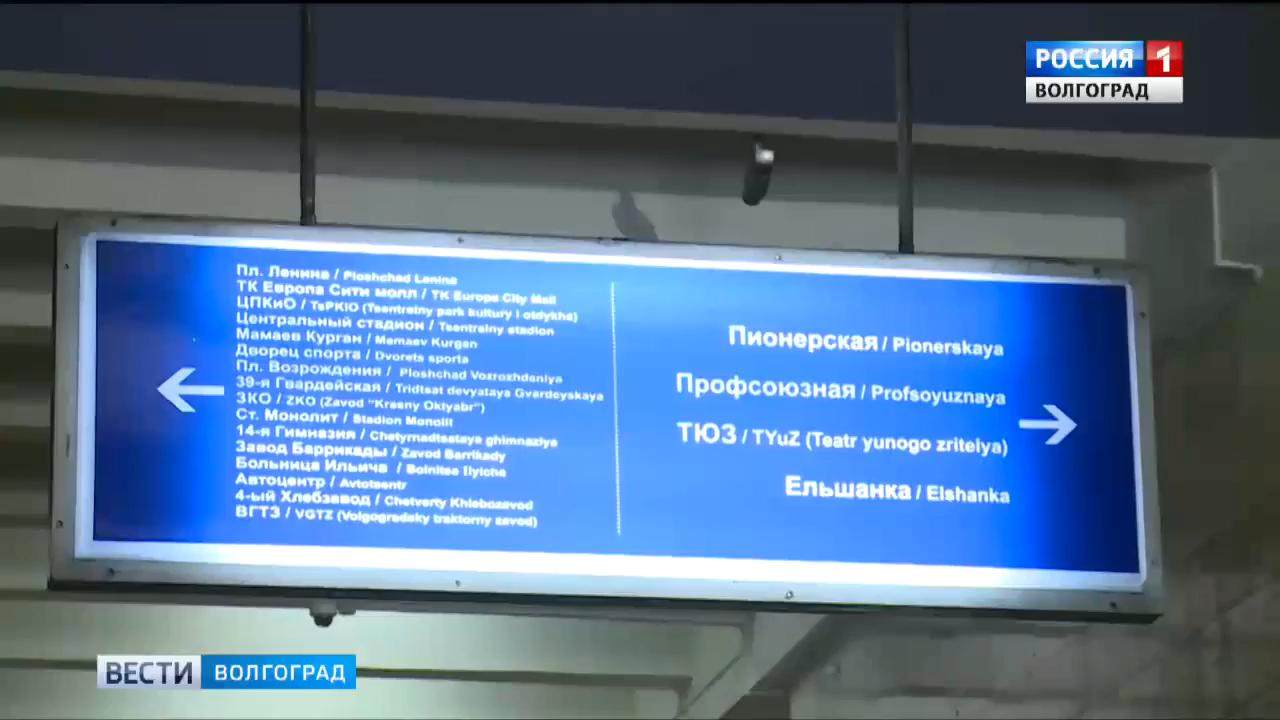 РОССИЯ 1
ВОЛГОГРАД
Пл. Ленина / Ploshchad Lenina
ТК Европа Сити молл / TK Europe City Mall
ЦПКиО / TsPKIO (Tsentralny park kultury i otdykha)
Центральный стадион / Tsentralny stadion
Мамаев Курган / Mamaev Kurgan
Дворец спорта / Dvorets sporta
Пл. Возрождения / Ploshchad Vozrozhdeniya
39-я Гвардейская / Tridtsat devyataya Gvardeyskaya
ЗКО / ZKO (Zavod "Krasny Oktyabr")
Ст. Монолит / Stadion Monolit
14-я Гимназия / Chetyrnadtsataya ghimnaziya
Завод Баррикады / Zavod Barrikady
Больница Ильича / Bolnitsa Ilyicha
Автоцентр / Avtotsentr
4-ый Хлебзавод / Chetverty Khlebozavod
ВГТЗ / VGTZ (Volgogradsky traktorny zavod)
Пионерская / Pionerskaya
Профсоюзная / Profsoyuznaya
ТЮЗ / TYuZ (Teatr yunogo zritelya)
Ельшанка / Elshanka
ВЕСТИ ВОЛГОГРАД